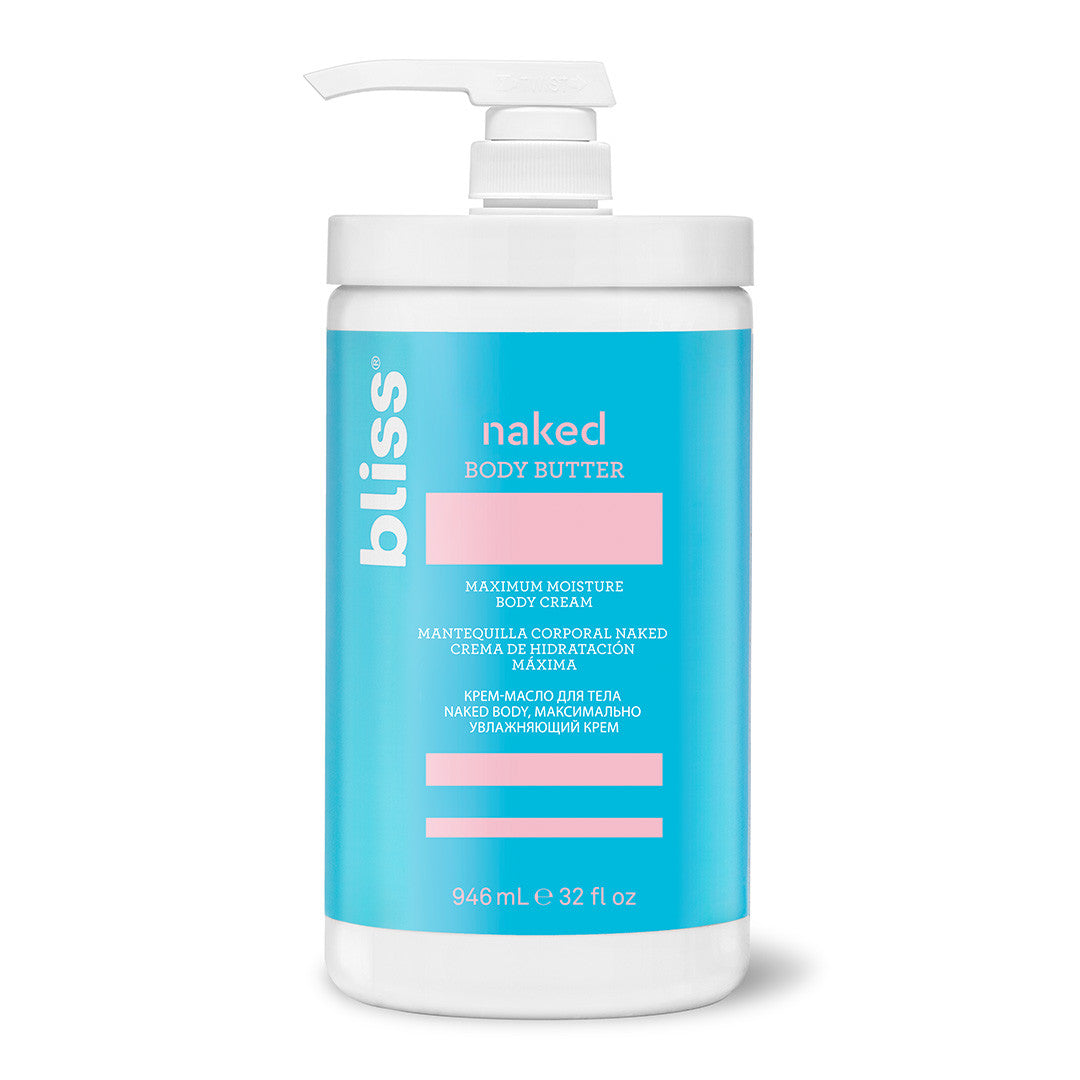 TWIST
bliss®
naked
BODY BUTTER
MAXIMUM MOISTURE
BODY CREAM
MANTEQUILLA CORPORAL NAKED
CREMA DE HIDRATACIÓN
MÁXIMA
КРЕМ-МАСЛО ДЛЯ ТЕЛА
NAKED BODY, МАКСИМАЛЬНО
УВЛАЖНЯЮЩИЙ КРЕМ
946 mL ℮ 32 fl oz